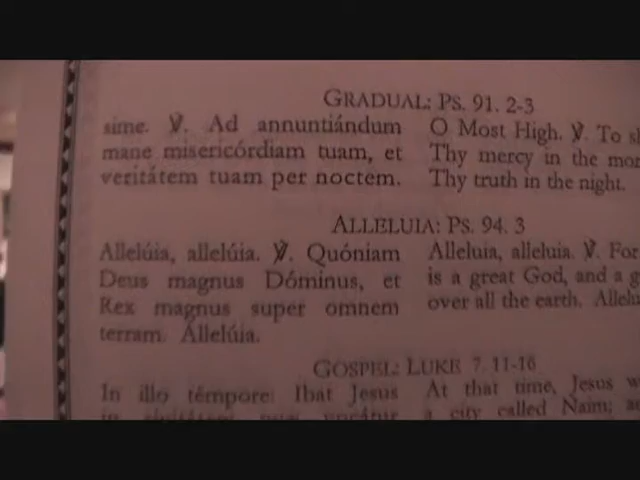 GRADUAL: PS. 91. 2-3
sime. ℣. Ad annuntiándum
mane misericórdiam tuam, et
veritátem tuam per noctem.
O Most High. ℣. To
Thy mercy in the
Thy truth in the night.
ALLELUIA: PS. 94. 3
Allelúia, allelúia. ℣. Quóniam
Deus magnus Dóminus, et
Rex magnus super omnem
terram. Allelúia.
Alleluia, alleluia. ℣. For
is a great God, and a
over all the earth.
GOSPEL: LUKE 7. 11-16
In illo témpore: Ibat Jesus
At that time, Jesus
a city called Naim;